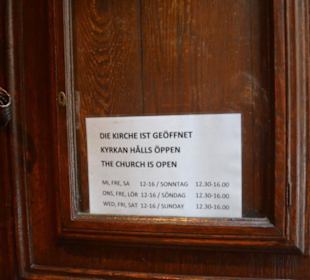 DIE KIRCHE IST GEÖFFNET
KYRKAN HÅLLS ÖPPEN
THE CHURCH IS OPEN
MI, FRE, SA 12-16 / SONNTAG 12.30-16.00
ONS, FRE, LÖR 12-16 / SÖNDAG 12.30-16.00
WED, FRI, SAT 12-16 / SUNDAY 12.30-16.00